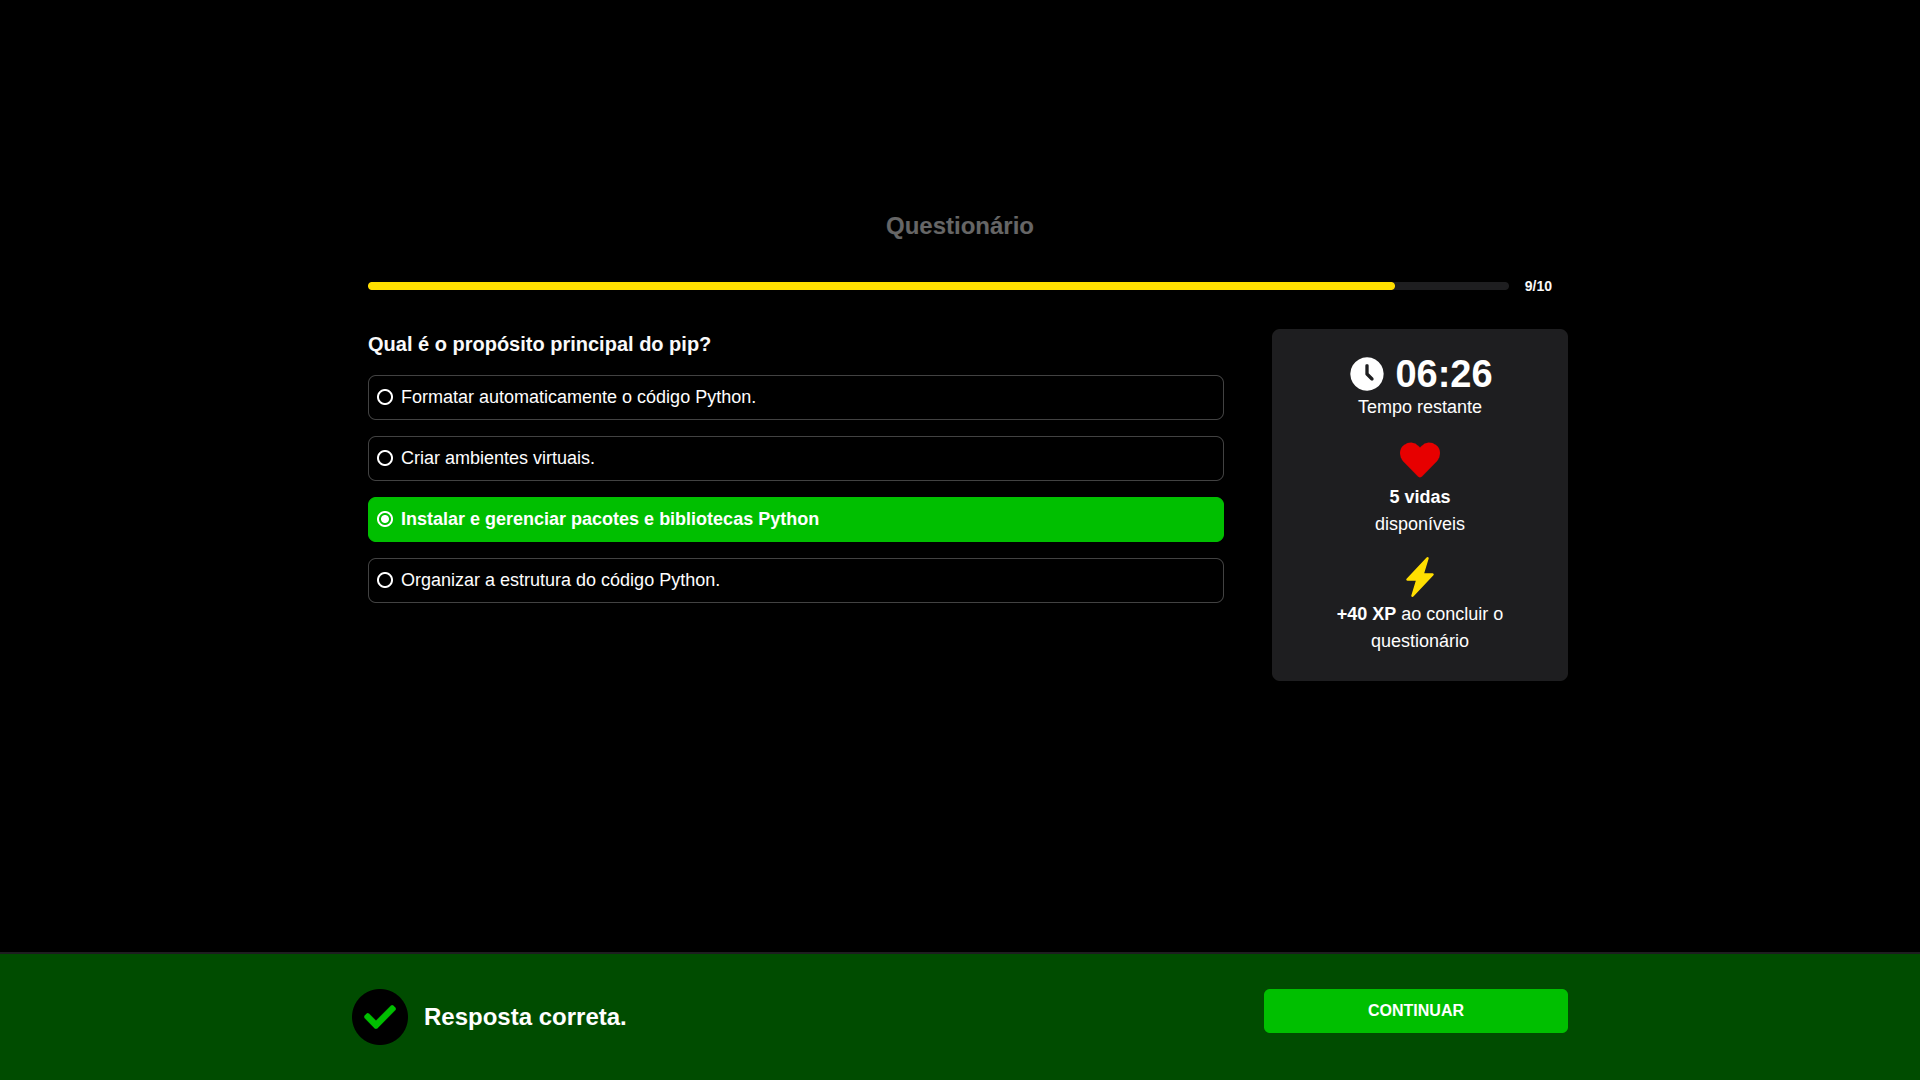 Questionário
9/10
Qual é o propósito principal do pip?
Formatar automaticamente o código Python.
Criar ambientes virtuais.
Instalar e gerenciar pacotes e bibliotecas Python
Organizar a estrutura do código Python.
06:26
Tempo restante
5 vidas
disponíveis
+40 XP ao concluir o
questionário
Resposta correta.
CONTINUAR